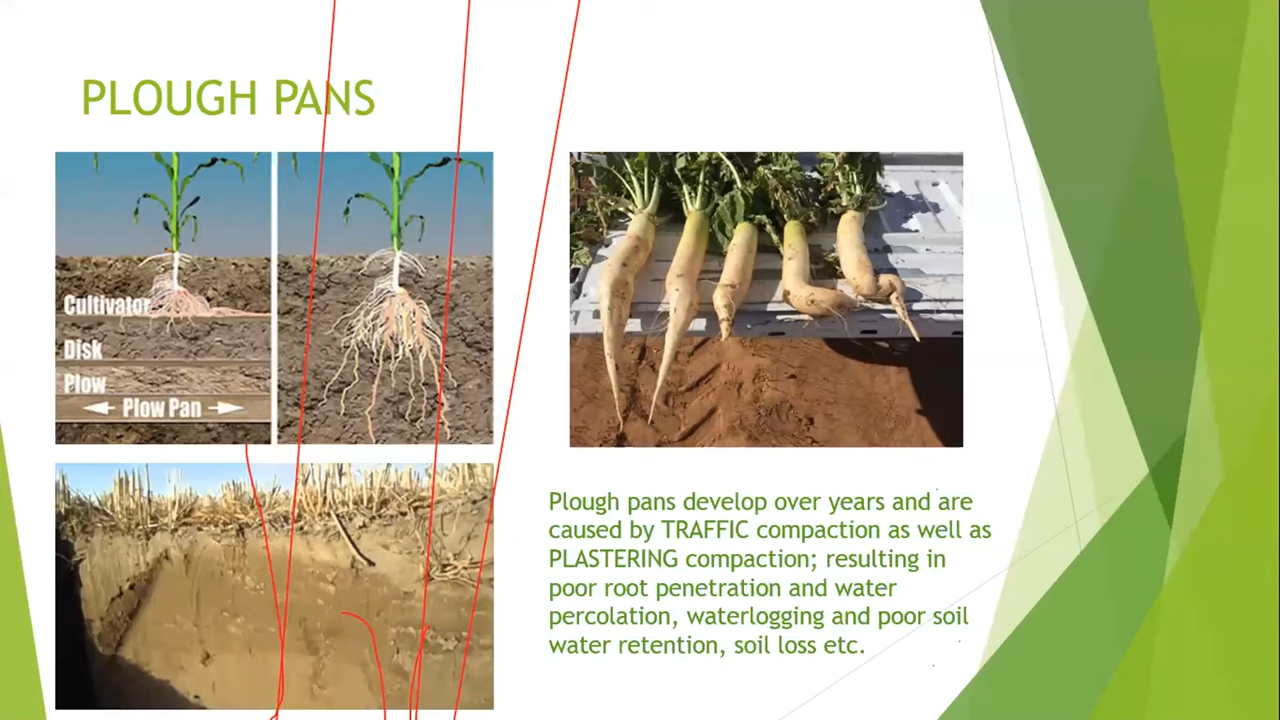 PLOUGH PANS
Cultivator
Disk
Plow
Plow Pan
Plough pans develop over years and are
caused by TRAFFIC compaction as well as
PLASTERING compaction; resulting in
poor root penetration and water
percolation, waterlogging and poor soil
water retention, soil loss etc.